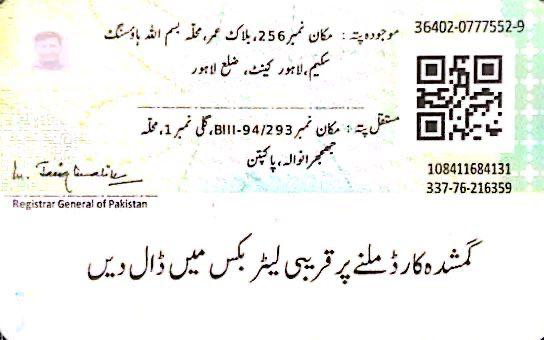 36402-0777552-9
موجودہ پتہ : مکان نمبر 256، بلاک عمر، محلہ بسم اللہ ہاؤسنگ
سکیم، لاہور کینٹ، ضلع لاہور
مستقل پتہ : مکان نمبر BIII-94/293، گلی نمبر 1، محلہ
جھمجھرانوالہ، پاکپتن
108411684131
337-76-216359
Registrar General of Pakistan
گمشدہ کارڈ ملنے پر قریبی لیٹر بکس میں ڈال دیں